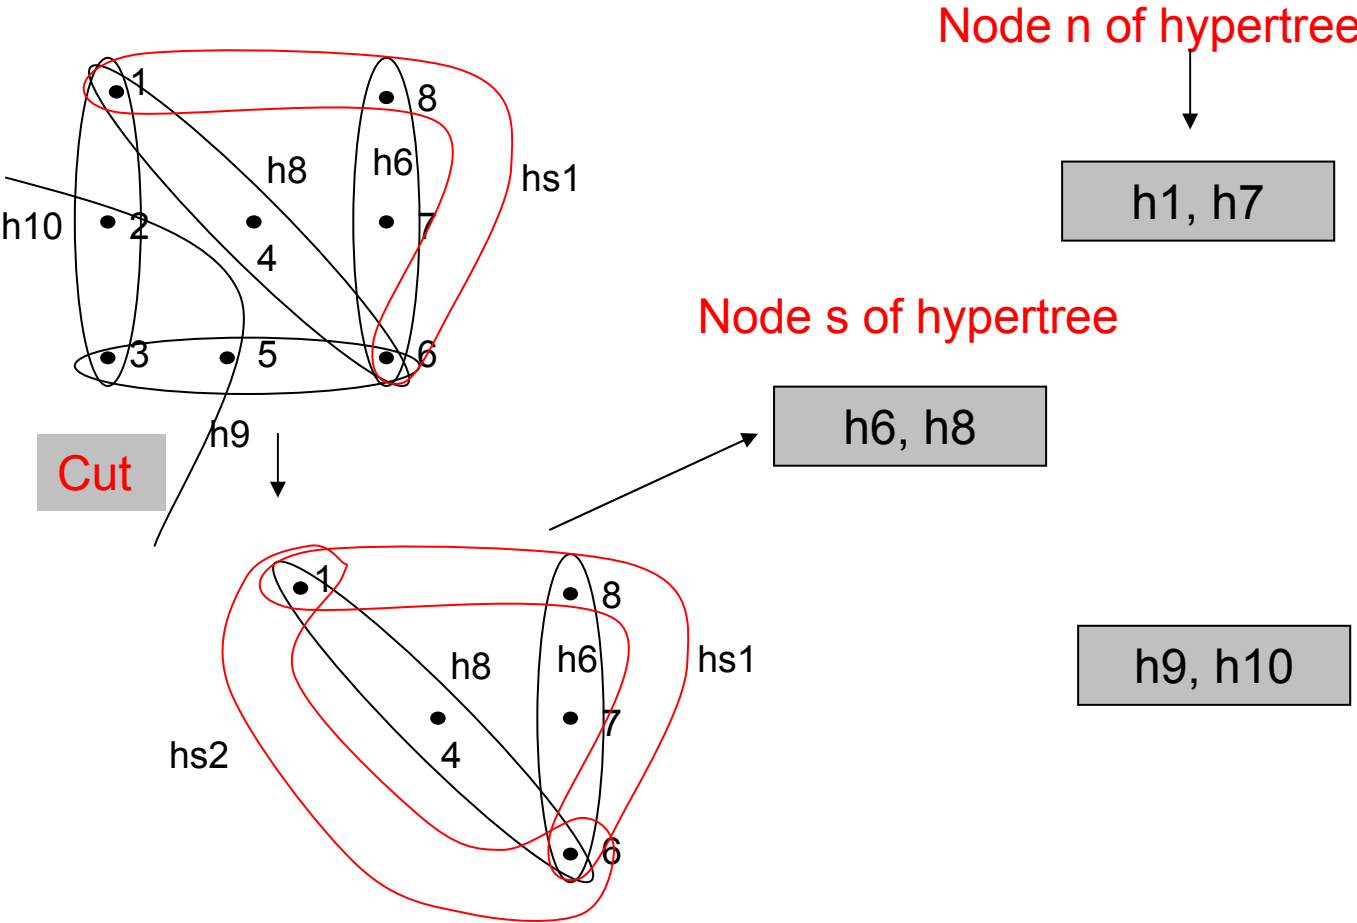 Node n of hypertree
1
8
h8
h6
hs1
h1, h7
h10
2
7
4
Node s of hypertree
3
5
6
h6, h8
h9
Cut
1
8
h8
h6
hs1
h9, h10
7
hs2
4
6